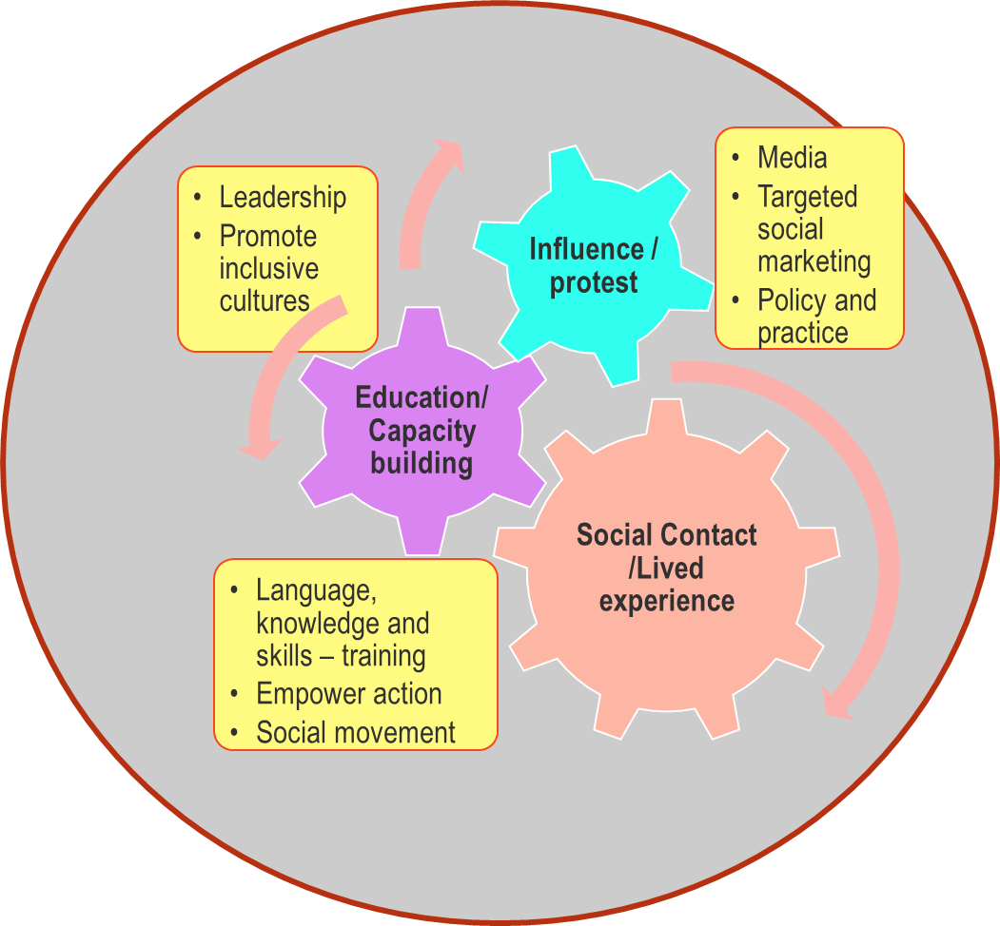 • Leadership
• Promote
inclusive
cultures
• Media
• Targeted
social
marketing
• Policy and
practice
Influence /
protest
Education/
Capacity
building
Social Contact
/Lived
experience
• Language,
knowledge and
skills – training
• Empower action
• Social movement